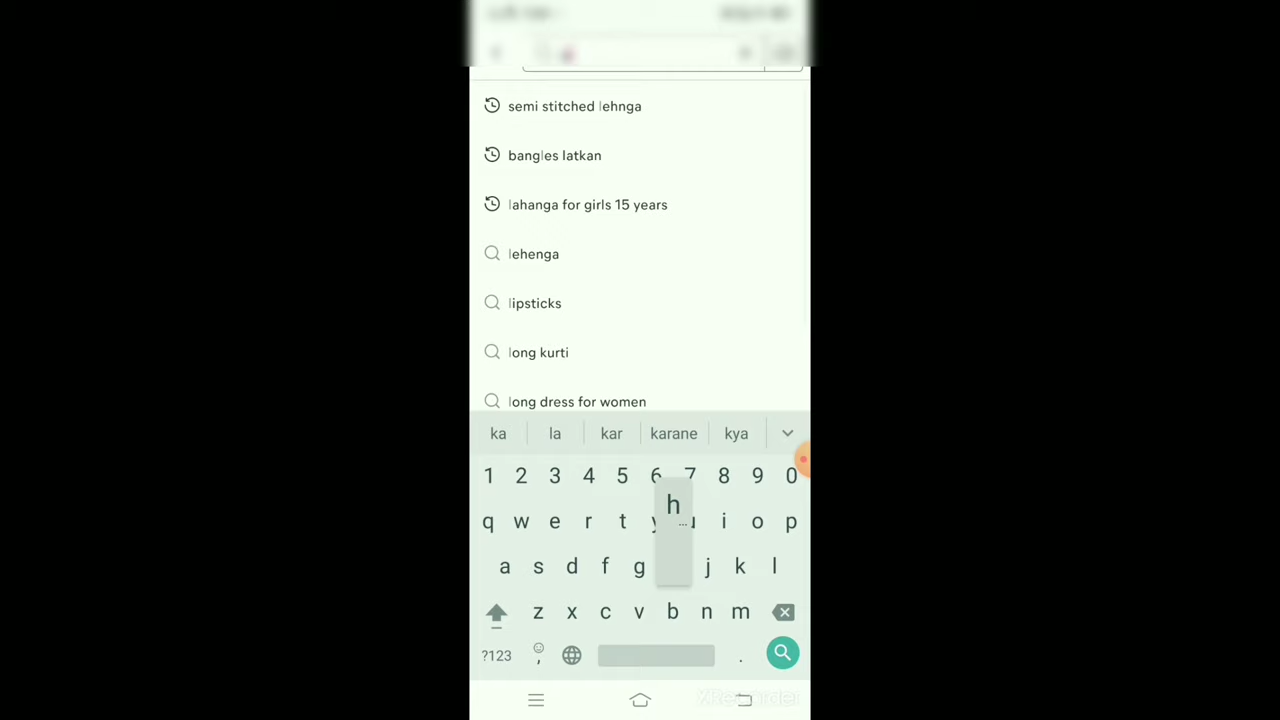 semi stitched lehnga
bangles latkan
lahanga for girls 15 years
lehenga
lipsticks
long kurti
long dress for women
ka la kar karane kya
1 2 3 4 5 6 7 8 9 0
h
q w e r t y u i o p
a s d f g j k l
z x c v b n m
?123 , .
XRecorder